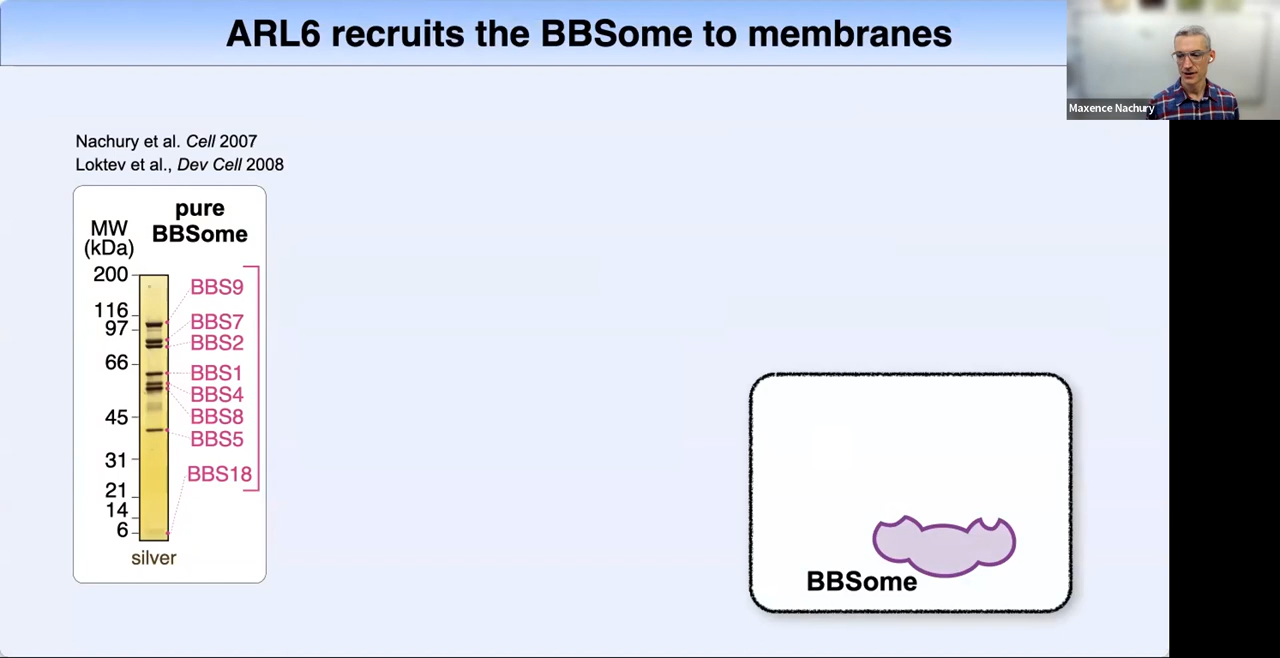 ARL6 recruits the BBSome to membranes
Maxence Nachury
Nachury et al. Cell 2007
Loktev et al., Dev Cell 2008
pure
BBSome
MW
(kDa)
200
116
97
66
45
31
21
14
6
BBS9
BBS7
BBS2
BBS1
BBS4
BBS8
BBS5
BBS18
silver
BBSome